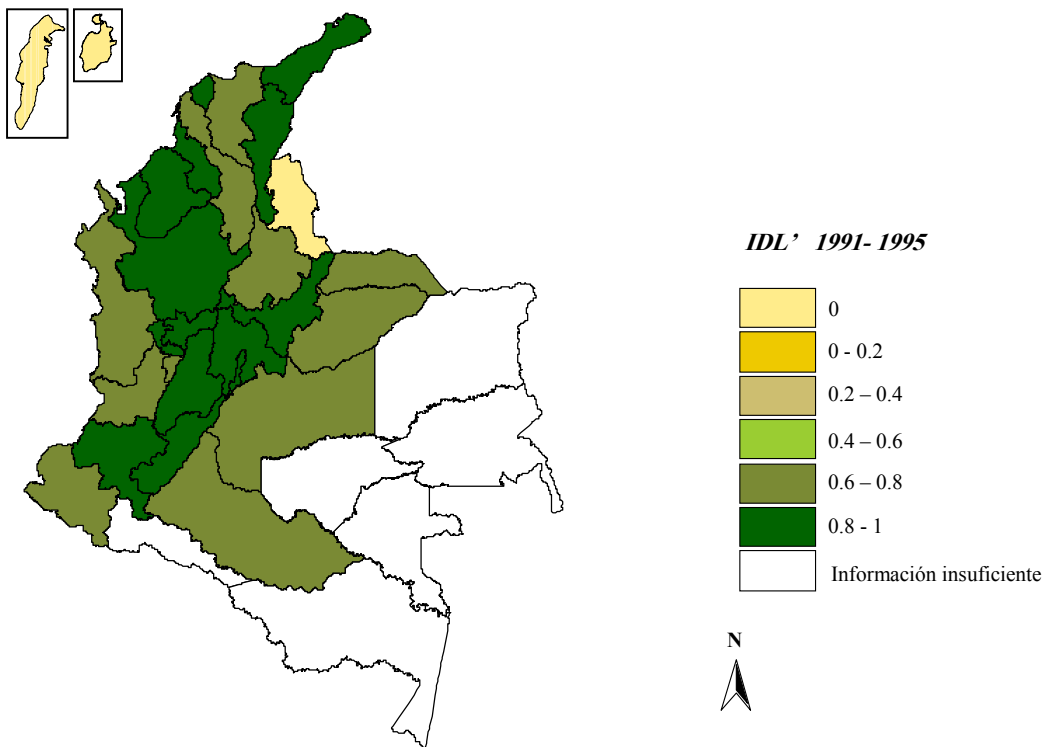 IDL’ 1991- 1995
0
0 - 0.2
0.2 – 0.4
0.4 – 0.6
0.6 – 0.8
0.8 - 1
Información insuficiente
N